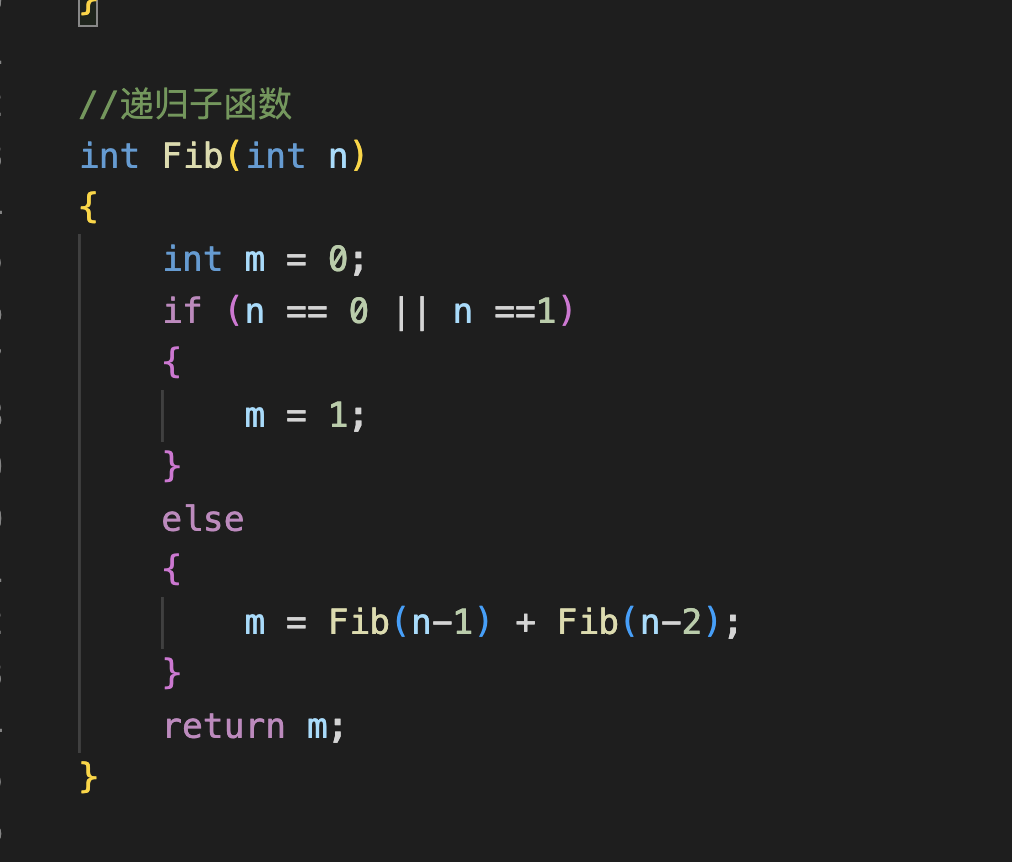 }
//递归子函数
int Fib(int n)
{
    int m = 0;
    if (n == 0 || n ==1)
    {
        m = 1;
    }
    else
    {
        m = Fib(n-1) + Fib(n-2);
    }
    return m;
}